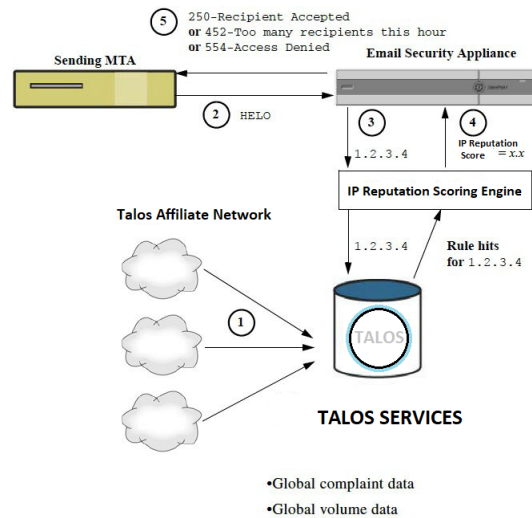 5
250-Recipient Accepted
or 452-Too many recipients this hour
or 554-Access Denied
Sending MTA
Email Security Appliance
2
HELO
3
4
1.2.3.4
IP Reputation
Score = x.x
IP Reputation Scoring Engine
Talos Affiliate Network
1.2.3.4
Rule hits
for 1.2.3.4
1
TALOS
TALOS SERVICES
•Global complaint data
•Global volume data